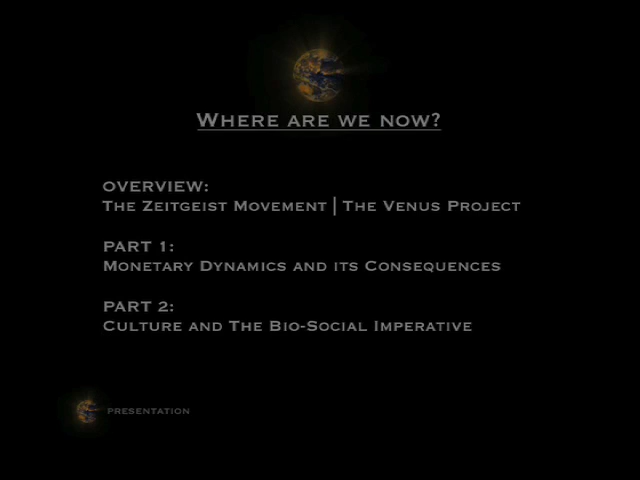 Where are we now?
OVERVIEW:
The Zeitgeist Movement | The Venus Project
PART 1:
Monetary Dynamics and its Consequences
PART 2:
Culture and The Bio-Social Imperative
PRESENTATION